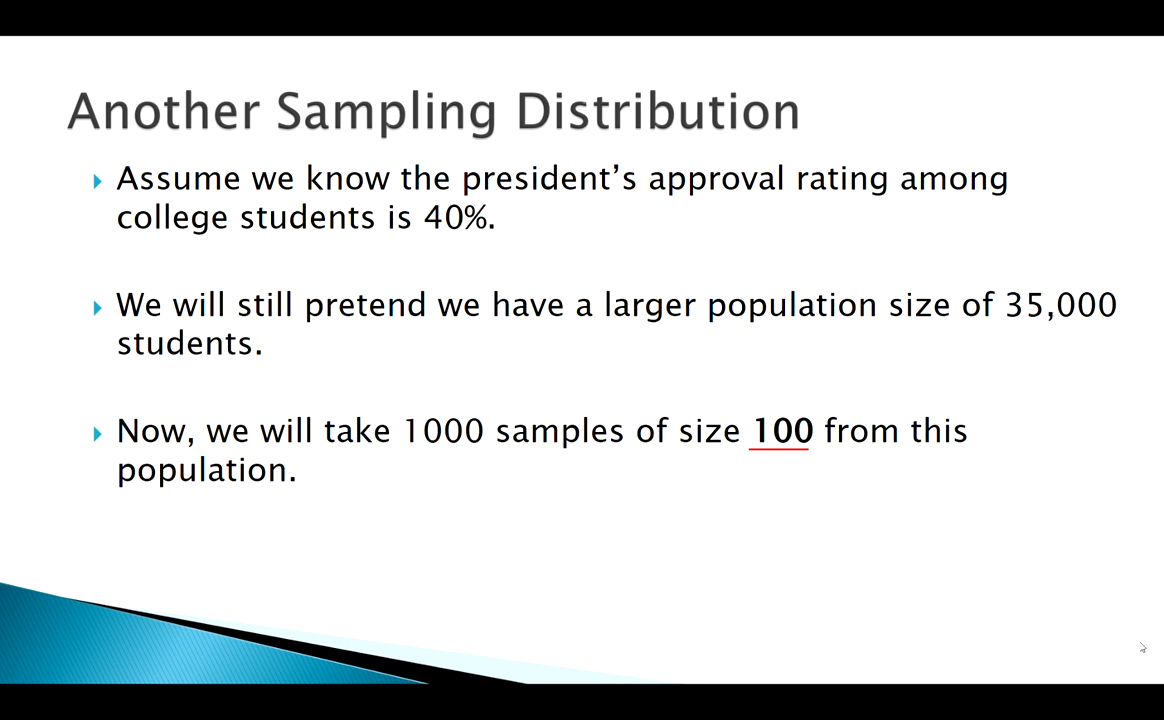 Another Sampling Distribution
Assume we know the president’s approval rating among
college students is 40%.
We will still pretend we have a larger population size of 35,000
students.
Now, we will take 1000 samples of size 100 from this
population.